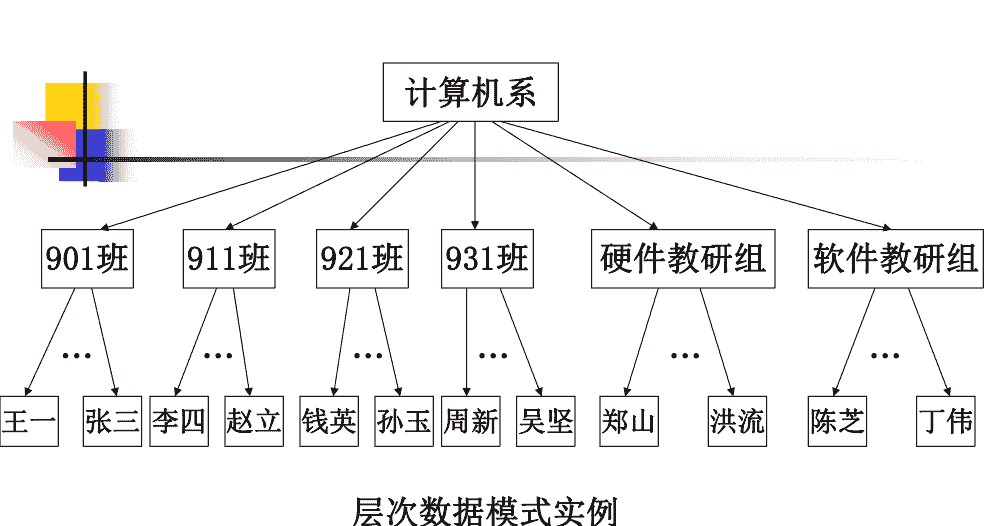 计算机系
901班 911班 921班 931班 硬件教研组 软件教研组
… … … … … …
王一 张三 李四 赵立 钱英 孙玉 周新 吴坚 郑山 洪流 陈芝 丁伟
层次数据模式实例